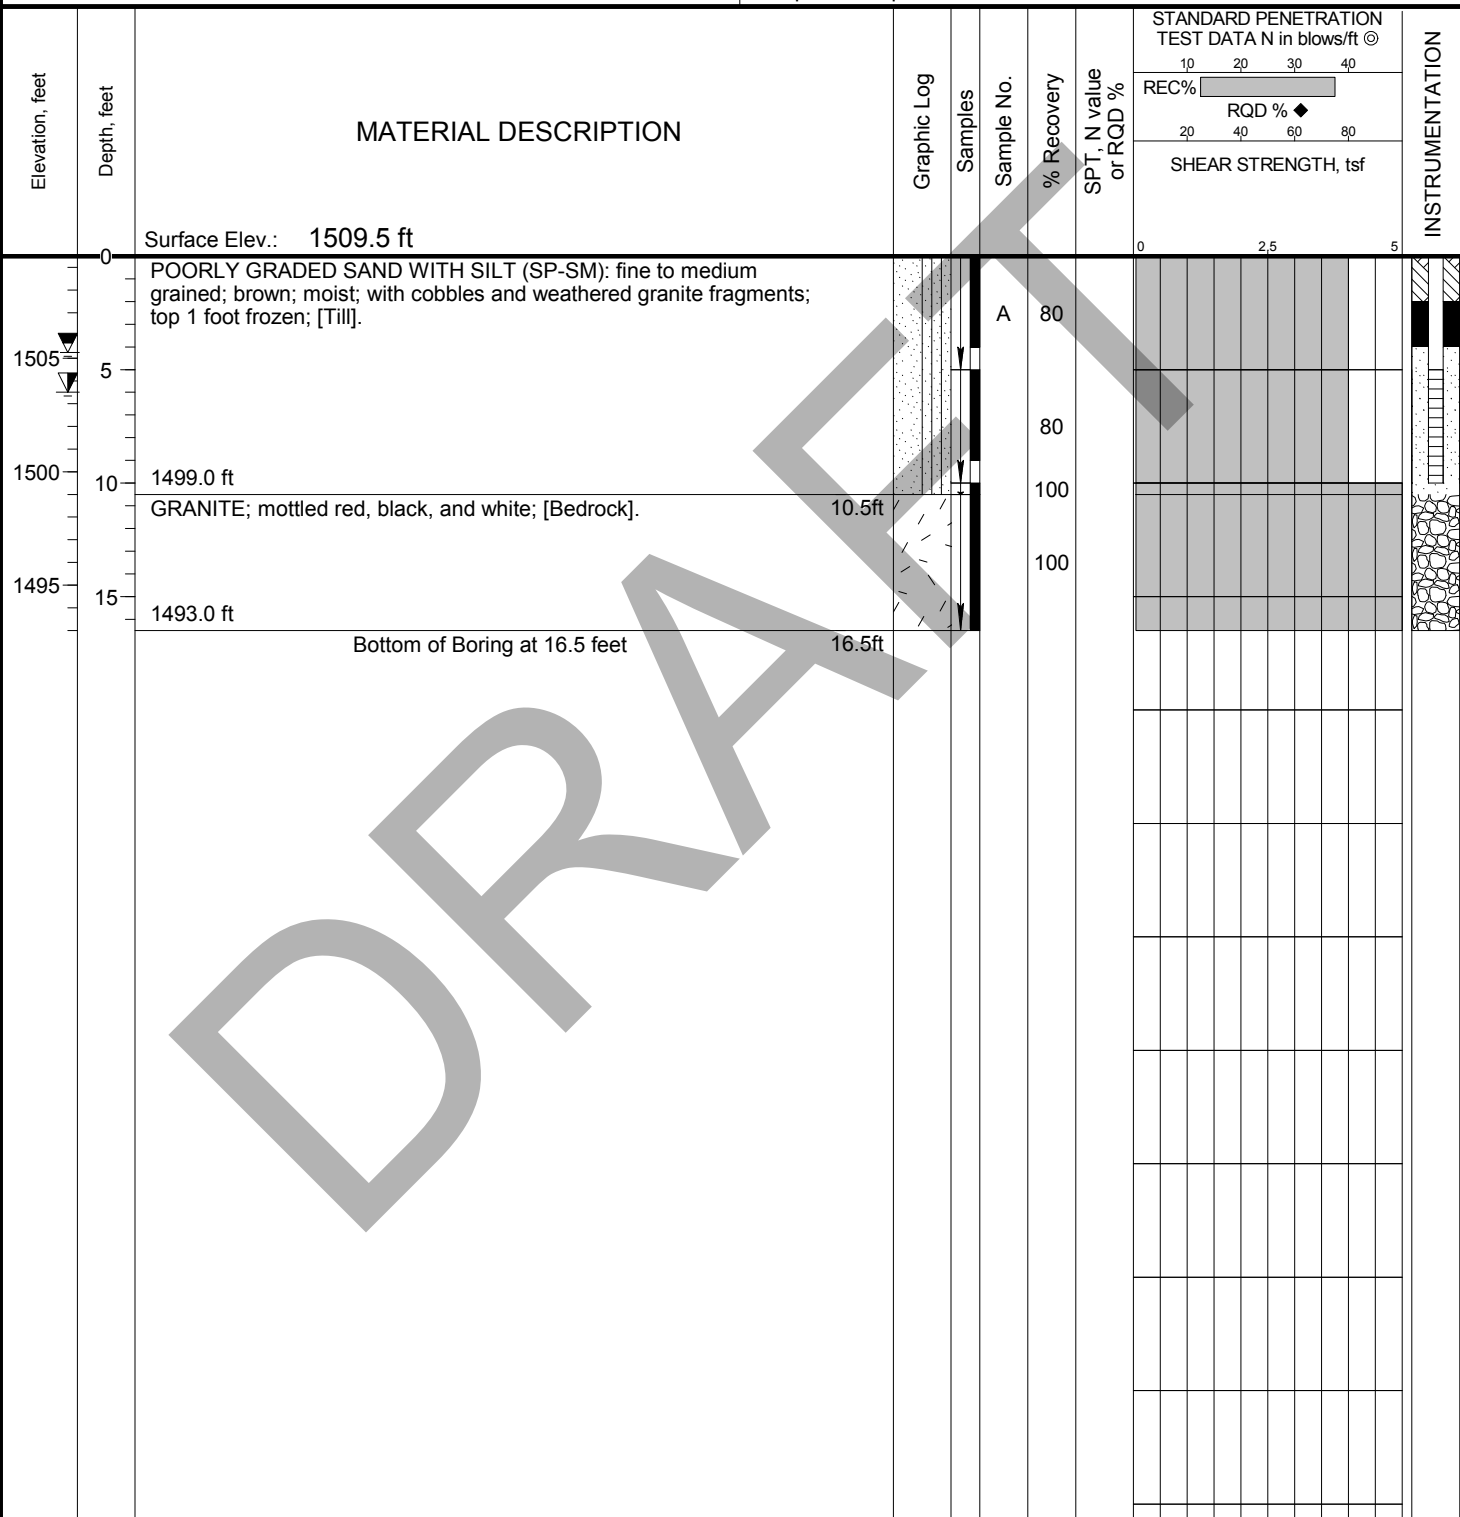 STANDARD PENETRATION
TEST DATA N in blows/ft ◎
10 20 30 40
REC%
RQD % ◆
20 40 60 80
SHEAR STRENGTH, tsf
0 2.5 5
Elevation, feet
Depth, feet
MATERIAL DESCRIPTION
Graphic Log
Samples
Sample No.
% Recovery
SPT, N value
or RQD %
INSTRUMENTATION
Surface Elev.: 1509.5 ft
0
POORLY GRADED SAND WITH SILT (SP-SM): fine to medium
grained; brown; moist; with cobbles and weathered granite fragments;
top 1 foot frozen; [Till].
A 80
1505
5
80
1500
10
1499.0 ft
100
GRANITE; mottled red, black, and white; [Bedrock].
10.5ft
100
1495
15
1493.0 ft
Bottom of Boring at 16.5 feet
16.5ft
DRAFT